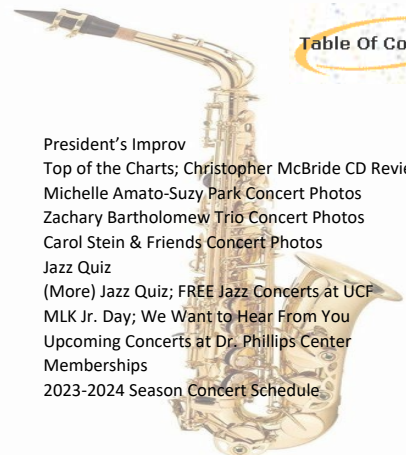 Table Of Co
President’s Improv
Top of the Charts; Christopher McBride CD Revie
Michelle Amato-Suzy Park Concert Photos
Zachary Bartholomew Trio Concert Photos
Carol Stein & Friends Concert Photos
Jazz Quiz
(More) Jazz Quiz; FREE Jazz Concerts at UCF
MLK Jr. Day; We Want to Hear From You
Upcoming Concerts at Dr. Phillips Center
Memberships
2023-2024 Season Concert Schedule